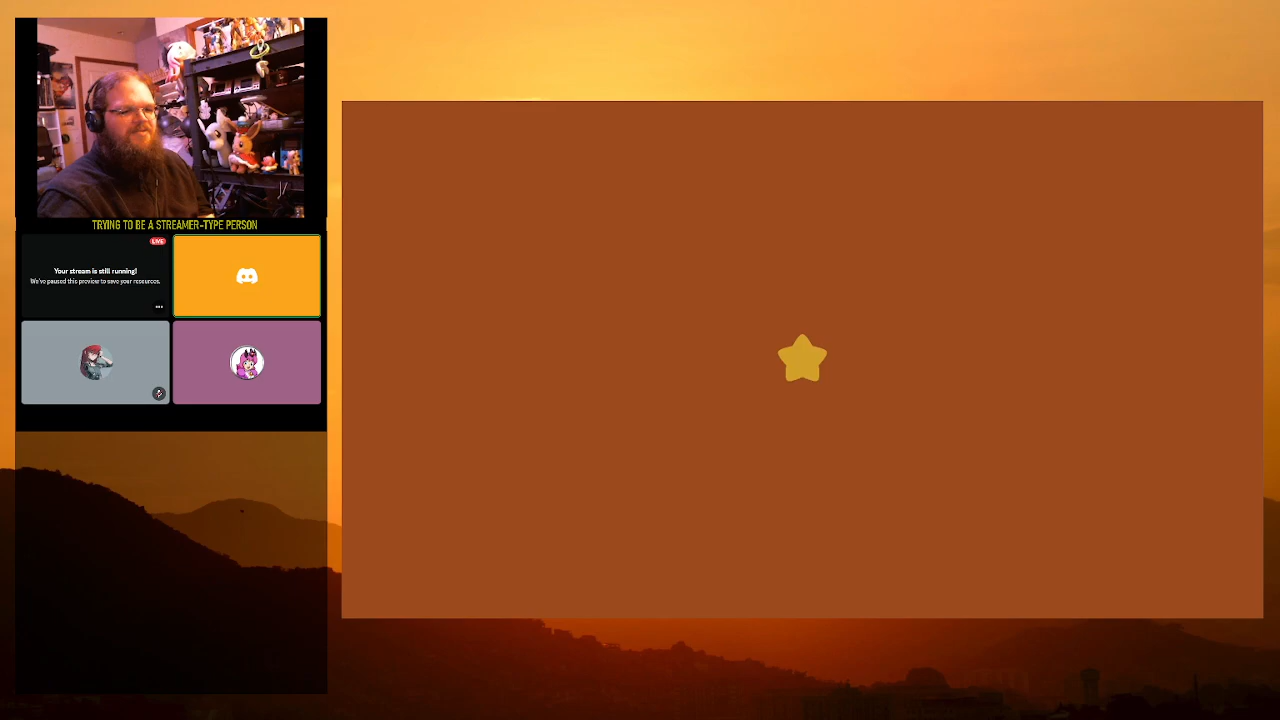 TRYING TO BE A STREAMER-TYPE PERSON
LIVE
Your stream is still running!
We've paused this preview to save your resources.